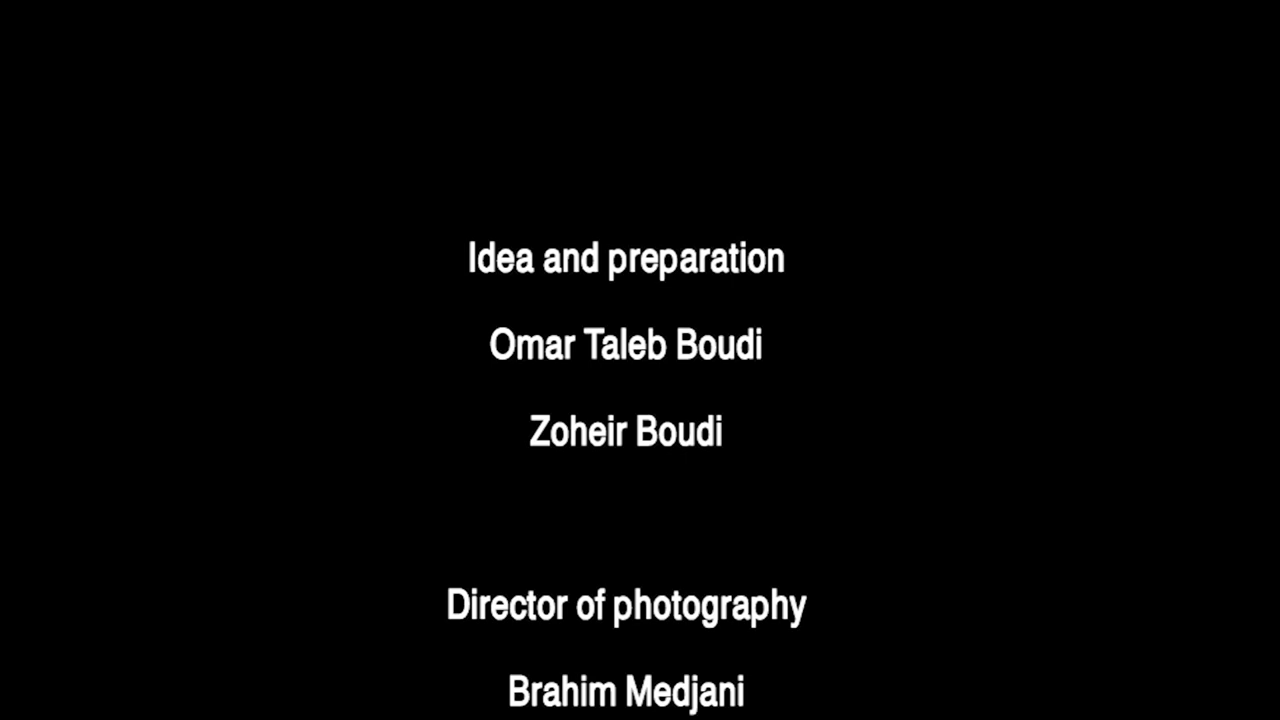 Idea and preparation
Omar Taleb Boudi
Zoheir Boudi
Director of photography
Brahim Medjani